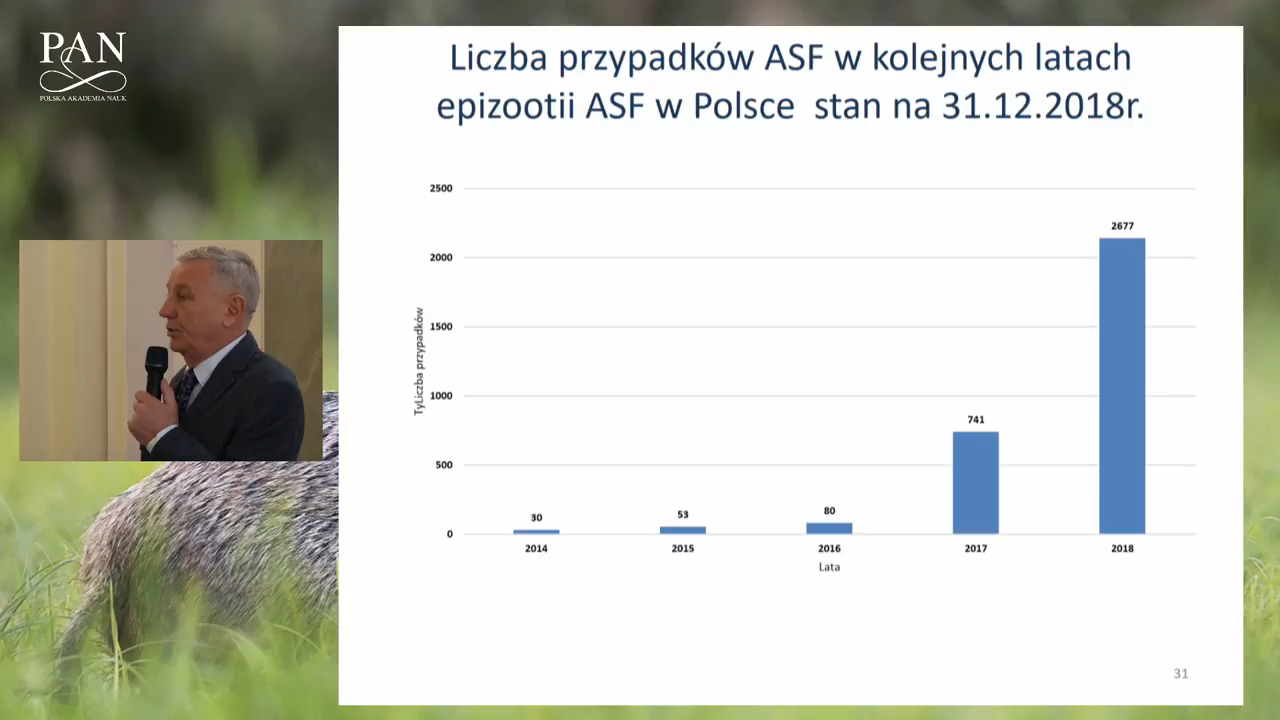 PAN
POLSKA AKADEMIA NAUK
Liczba przypadków ASF w kolejnych latach
epizootii ASF w Polsce stan na 31.12.2018r.
2500
2000
1500
1000
500
0
TyLiczba przypadków
30
53
80
741
2677
2014
2015
2016
2017
2018
Lata
31